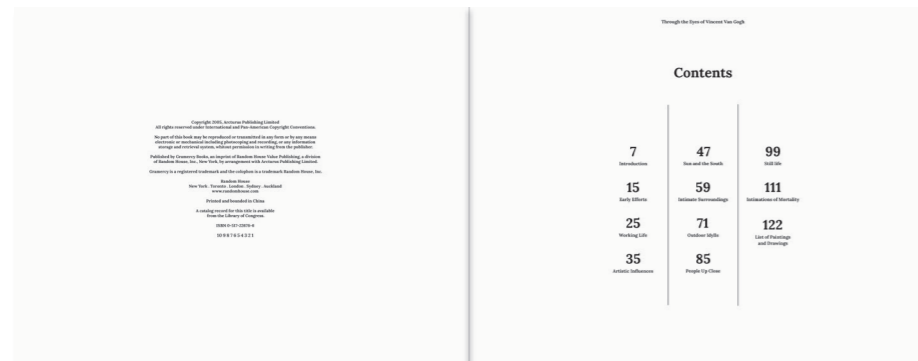 Copyright 2005, Arcturus Publishing Limited
All rights reserved under International and Pan-American Copyright Conventions.
No part of this book may be reproduced or transmitted in any form or by any means
electronic or mechanical including photocopying and recording, or any information
storage and retrieval system, without permission in writing from the publisher.
Published by Gramercy Books, an imprint of Random House Value Publishing, a division
of Random House, Inc., New York, by arrangement with Arcturus Publishing Limited.
Gramercy is a registered trademark and the colophon is a trademark Random House, Inc.
Random House
New York . Toronto . London . Sydney . Auckland
www.randomhouse.com
Printed and bounded in China
A catalog record for this title is available
from the Library of Congress.
10 9 8 7 6 5 4 3 2 1
Through the Eyes of Vincent Van Gogh
Contents
7
Introduction
15
Early Efforts
25
Working Life
35
Artistic Influences
47
Sun and the South
59
Intimate Surroundings
71
Outdoor Idylls
85
People Up Close
99
Still life
111
Intimations of Mortality
122
List of Paintings
and Drawings